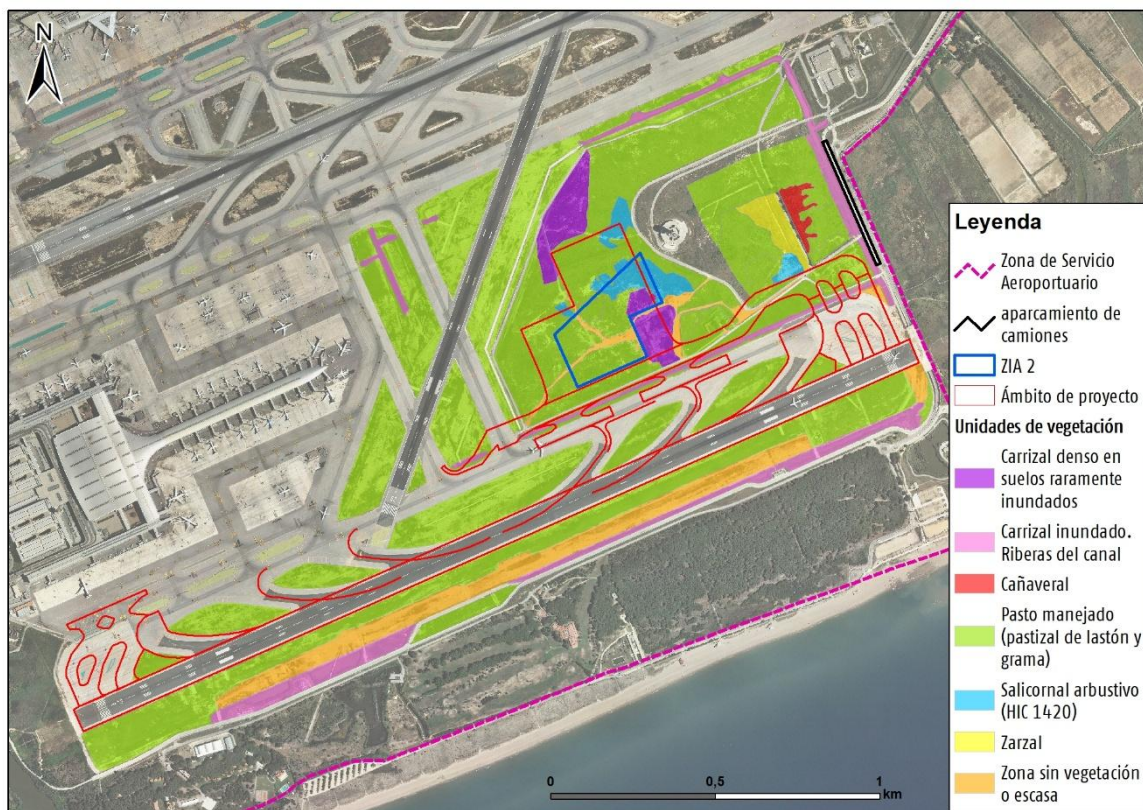 N
Leyenda
Zona de Servicio
Aeroportuario
aparcamiento de
camiones
ZIA 2
Ámbito de proyecto
Unidades de vegetación
Carrizal denso en
suelos raramente
inundados
Carrizal inundado.
Riberas del canal
Cañaveral
Pasto manejado
(pastizal de lastón y
grama)
Salicornal arbustivo
(HIC 1420)
Zarzal
Zona sin vegetación
o escasa
0 0,5 1
km